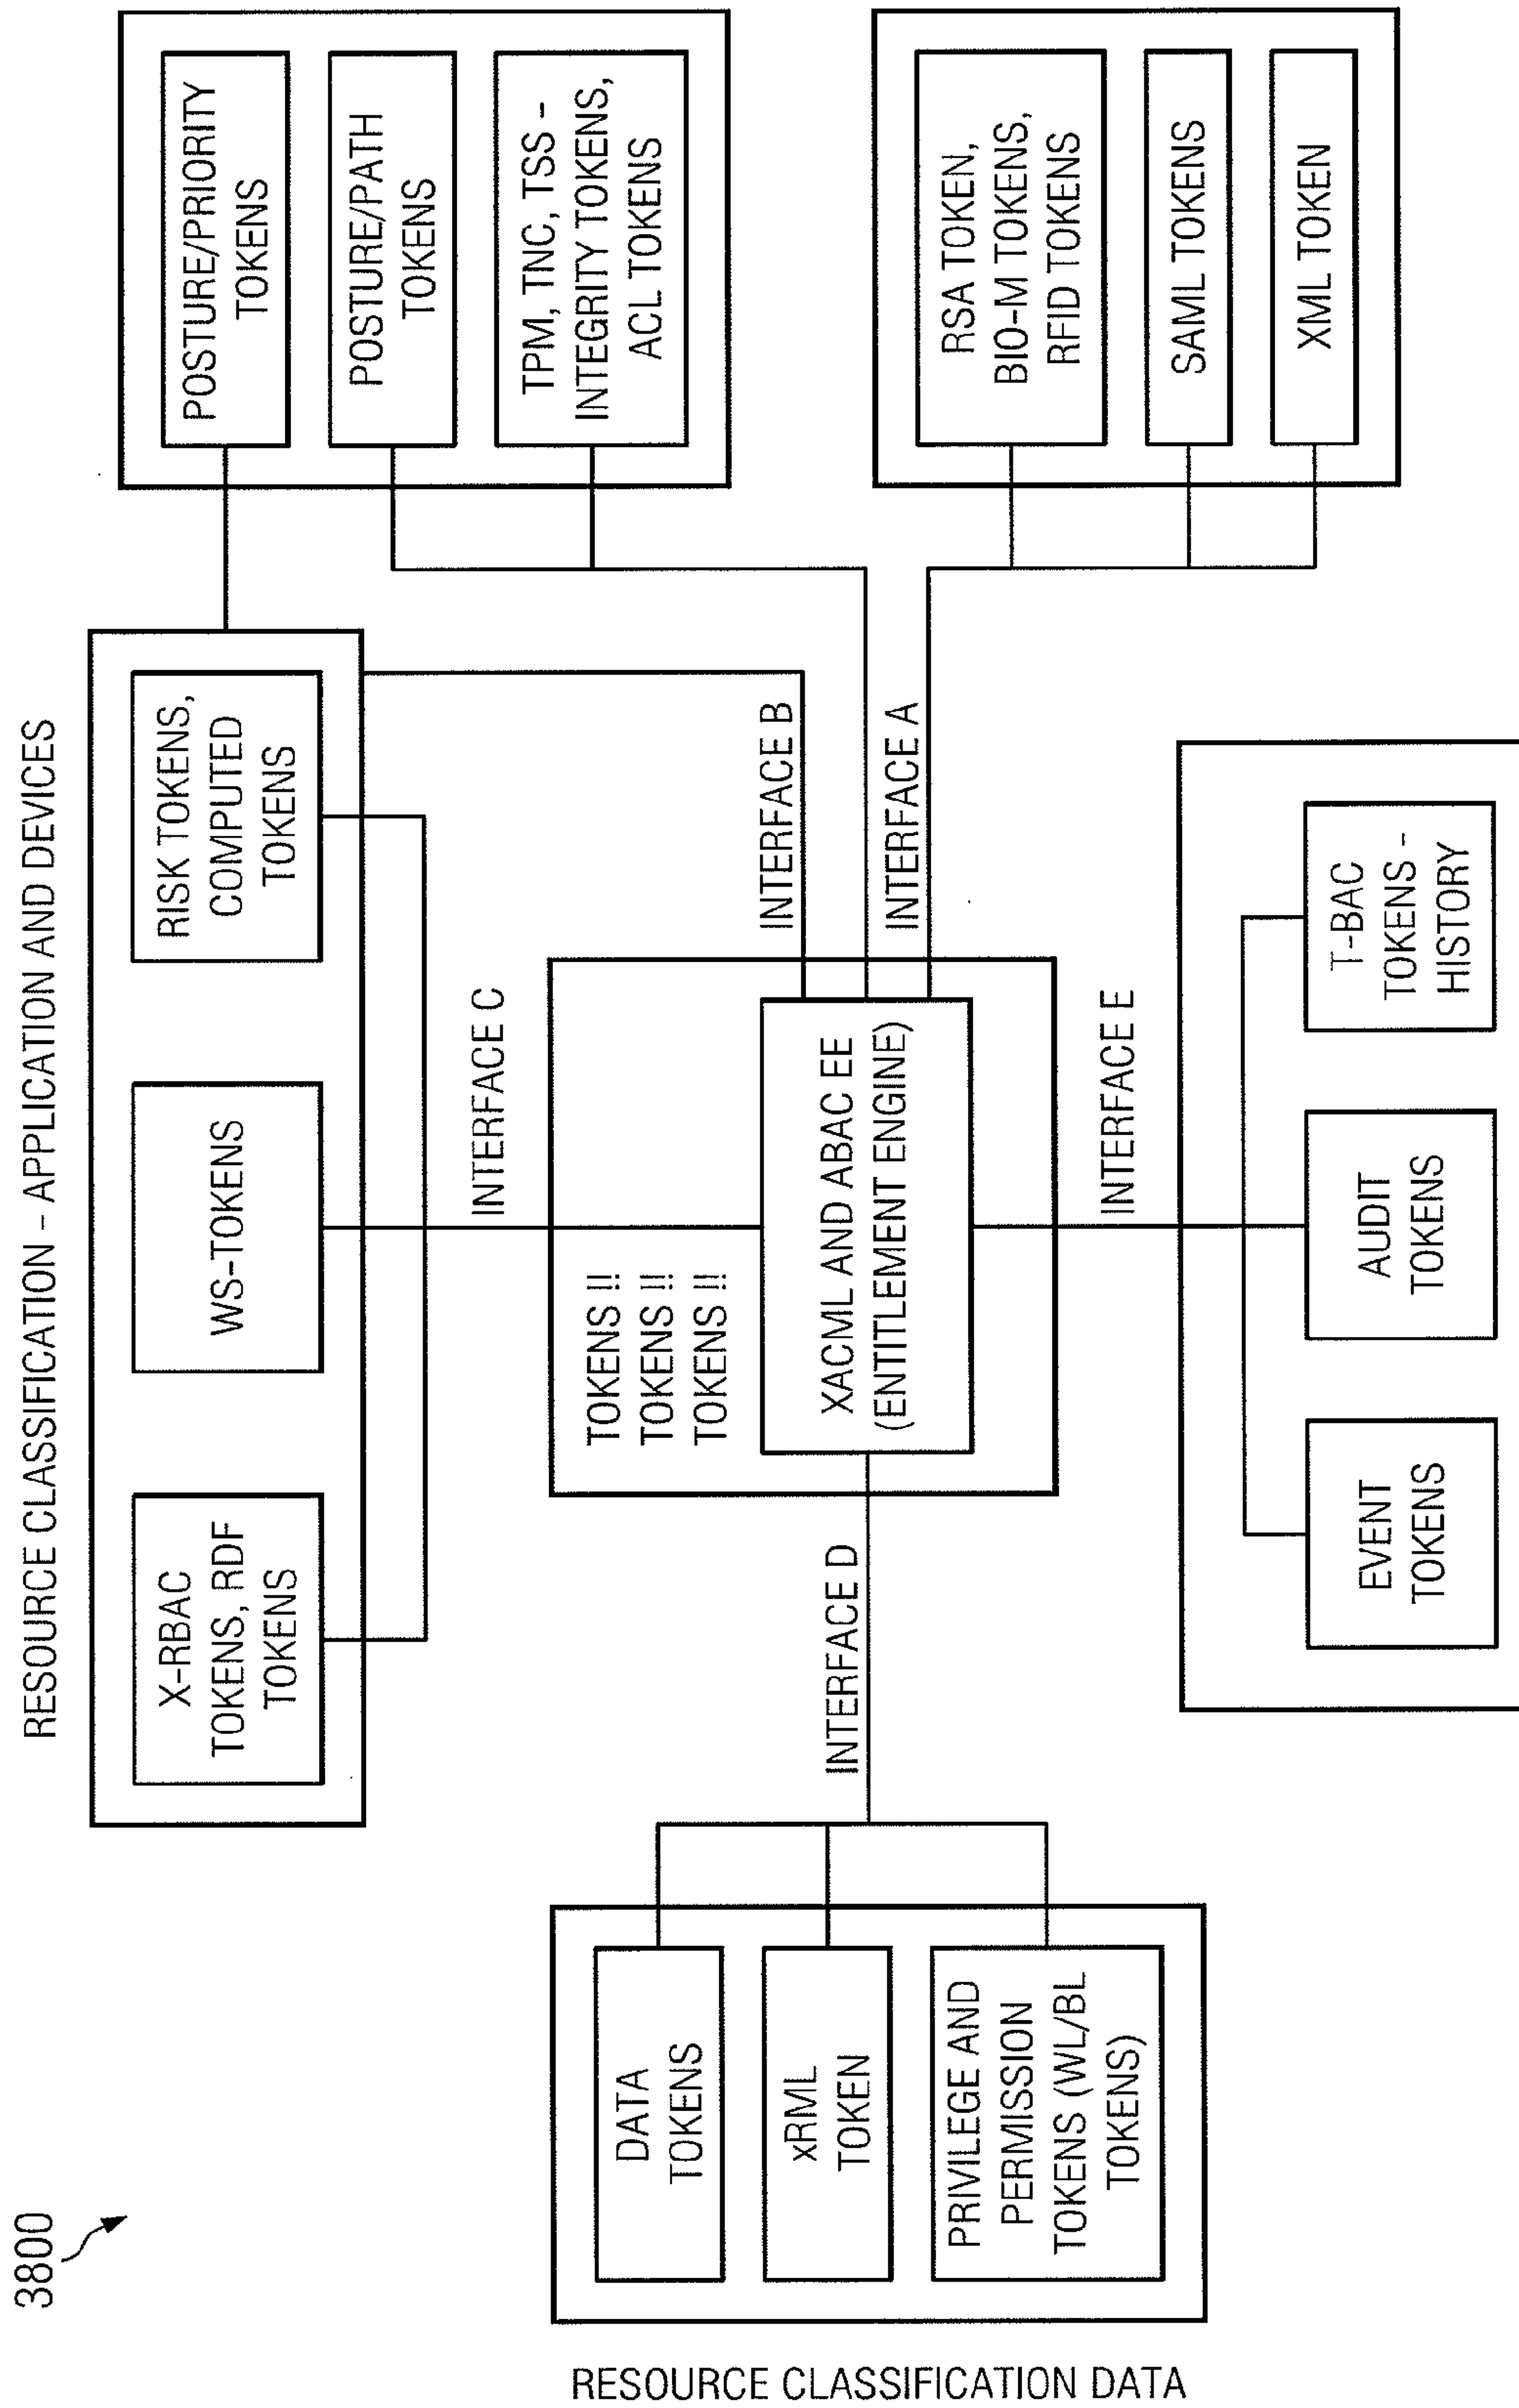 3800
RESOURCE CLASSIFICATION - APPLICATION AND DEVICES
X-RBAC
TOKENS, RDF
TOKENS
WS-TOKENS
RISK TOKENS,
COMPUTED
TOKENS
POSTURE/PRIORITY
TOKENS
POSTURE/PATH
TOKENS
TPM, TNC, TSS -
INTEGRITY TOKENS,
ACL TOKENS
INTERFACE C
INTERFACE B
INTERFACE A
TOKENS !!
TOKENS !!
TOKENS !!
XACML AND ABAC EE
(ENTITLEMENT ENGINE)
INTERFACE D
INTERFACE E
DATA
TOKENS
xRML
TOKEN
PRIVILEGE AND
PERMISSION
TOKENS (WL/BL
TOKENS)
RESOURCE CLASSIFICATION DATA
RSA TOKEN,
BIO-M TOKENS,
RFID TOKENS
SAML TOKENS
XML TOKEN
EVENT
TOKENS
AUDIT
TOKENS
T-BAC
TOKENS -
HISTORY